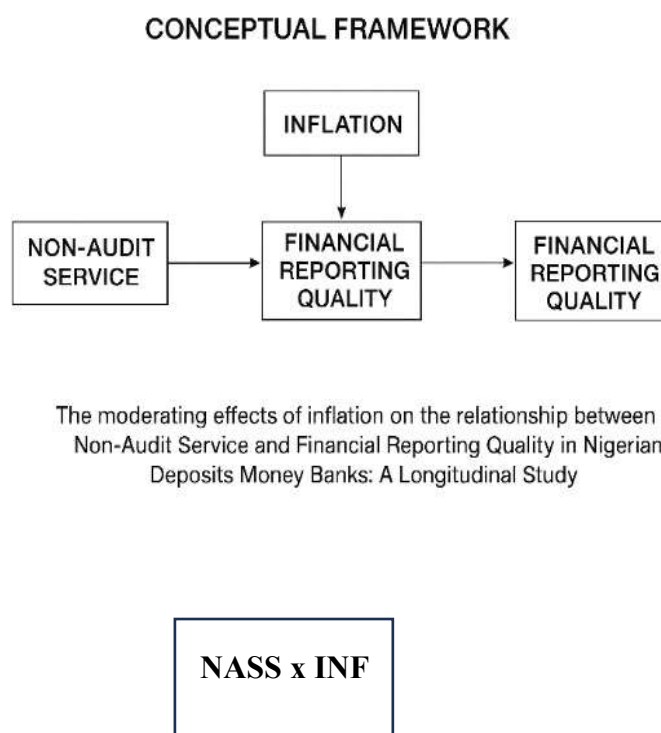 CONCEPTUAL FRAMEWORK
INFLATION
NON-AUDIT
SERVICE
FINANCIAL
REPORTING
QUALITY
FINANCIAL
REPORTING
QUALITY
The moderating effects of inflation on the relationship between
Non-Audit Service and Financial Reporting Quality in Nigerian
Deposits Money Banks: A Longitudinal Study
NASS x INF